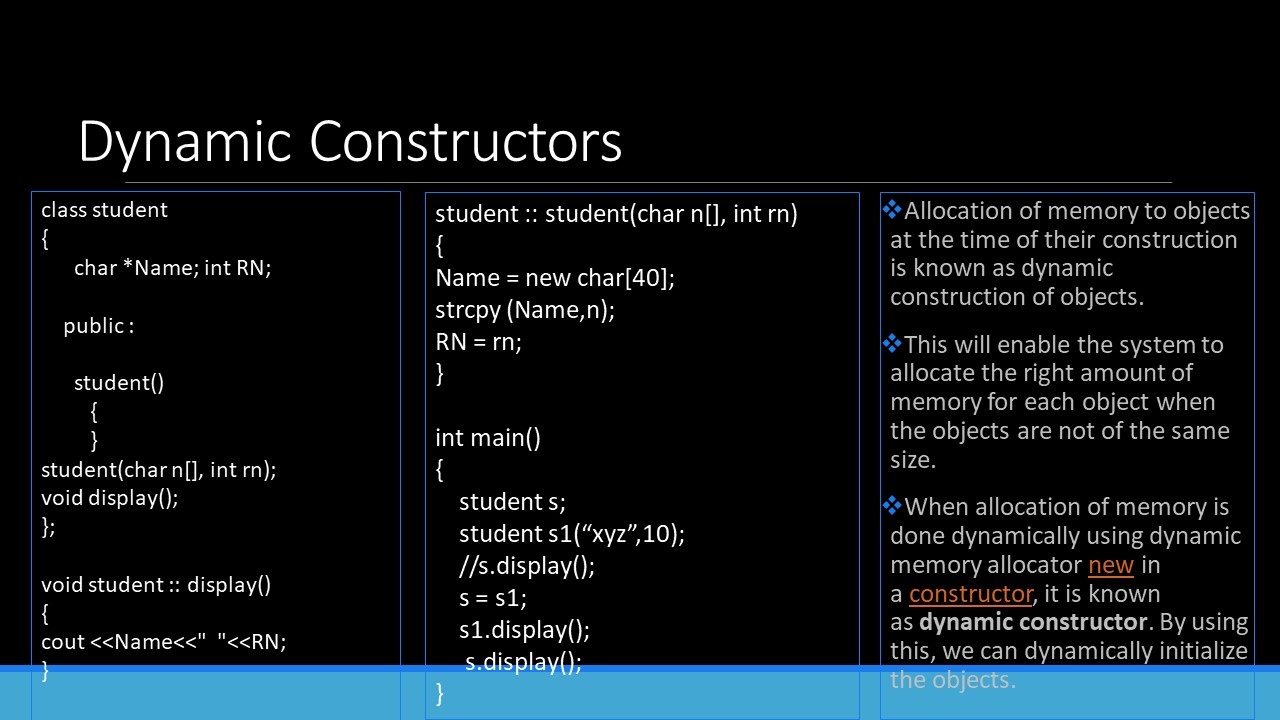 Dynamic Constructors
class student
{
char *Name; int RN;
public :
student()
{
}
student(char n[], int rn);
void display();
};
void student :: display()
{
cout <<Name<<"  "<<RN;
}
student :: student(char n[], int rn)
{
Name = new char[40];
strcpy (Name,n);
RN = rn;
}
int main()
{
student s;
student s1(“xyz”,10);
//s.display();
s = s1;
s1.display();
s.display();
}
❖Allocation of memory to objects
at the time of their construction
is known as dynamic
construction of objects.
❖This will enable the system to
allocate the right amount of
memory for each object when
the objects are not of the same
size.
❖When allocation of memory is
done dynamically using dynamic
memory allocator new in
a constructor, it is known
as dynamic constructor. By using
this, we can dynamically initialize
the objects.